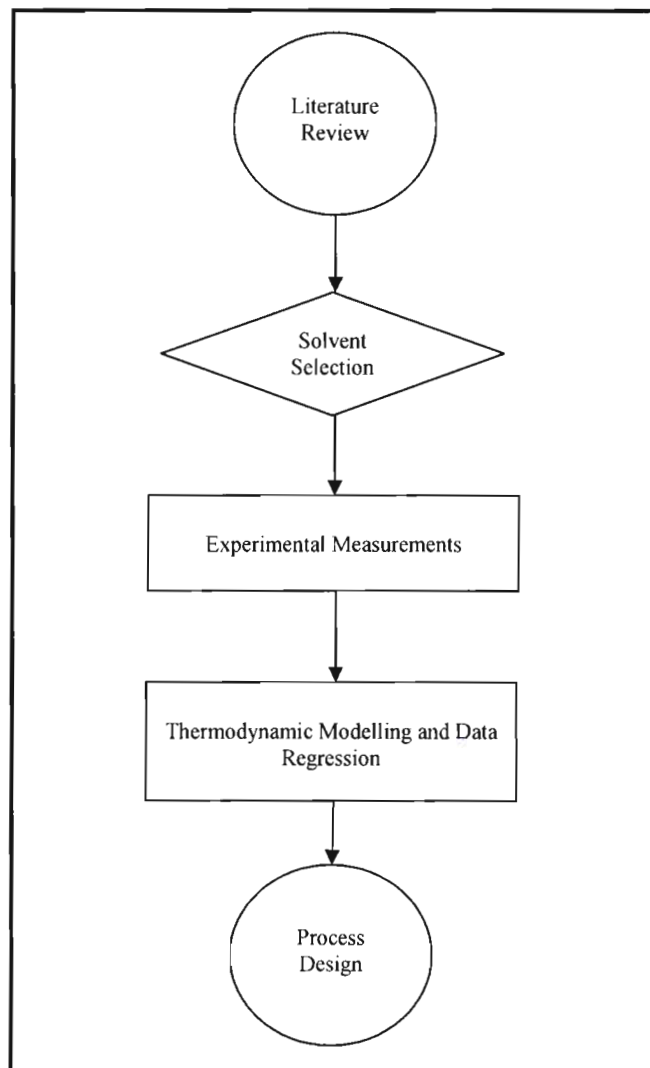 Literature
Review
Solvent
Selection
Experimental Measurements
Thermodynamic Modelling and Data
Regression
Process
Design